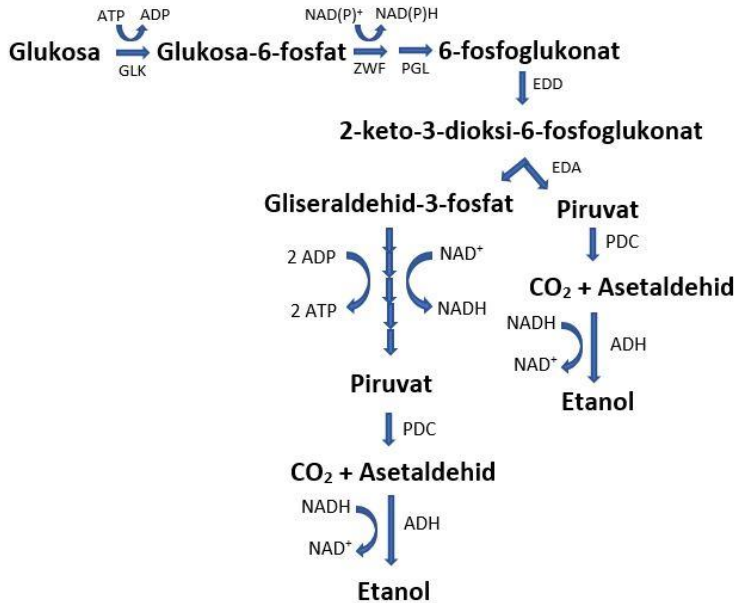 ATP ADP NAD(P)⁺ NAD(P)H
Glukosa Glukosa-6-fosfat 6-fosfoglukonat
GLK ZWF PGL
EDD
2-keto-3-dioksi-6-fosfoglukonat
EDA
Gliseraldehid-3-fosfat Piruvat
2 ADP NAD⁺ PDC
CO₂ + Asetaldehid
2 ATP NADH NADH
ADH
NAD⁺
Piruvat Etanol
PDC
CO₂ + Asetaldehid
NADH
ADH
NAD⁺
Etanol